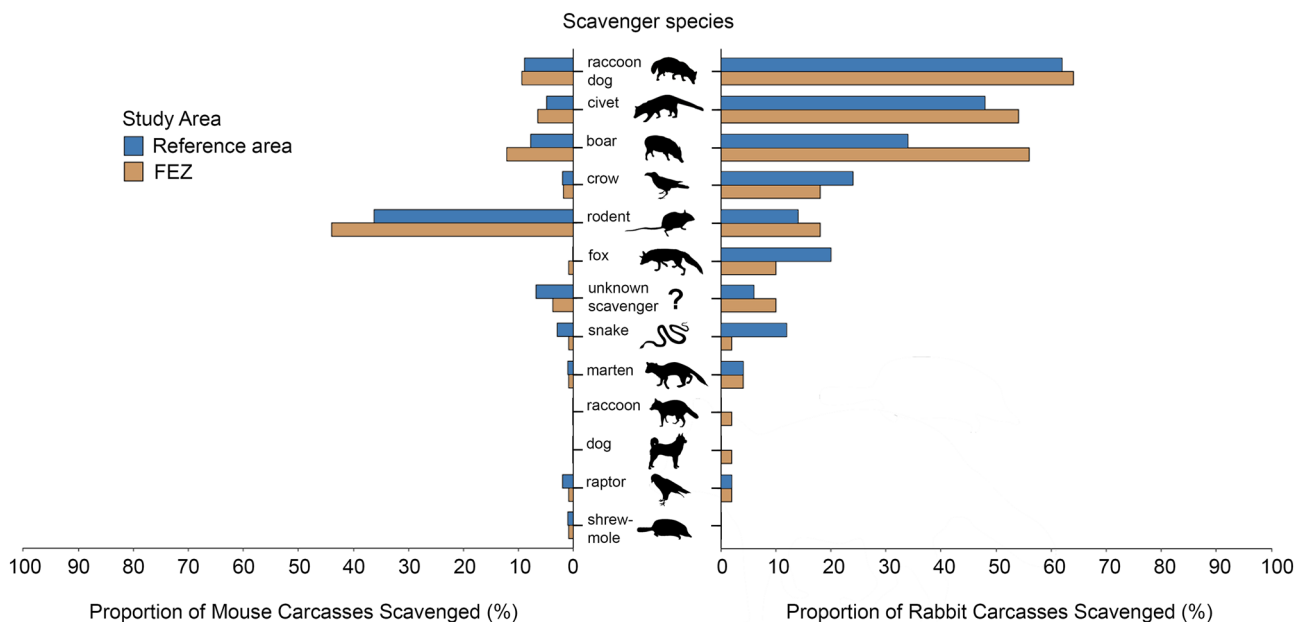 Scavenger species
Study Area
Reference area
FEZ
raccoon
dog
civet
boar
crow
rodent
fox
unknown
scavenger
?
snake
marten
raccoon
dog
raptor
shrew-
mole
100 90 80 70 60 50 40 30 20 10 0
0 10 20 30 40 50 60 70 80 90 100
Proportion of Mouse Carcasses Scavenged (%)
Proportion of Rabbit Carcasses Scavenged (%)